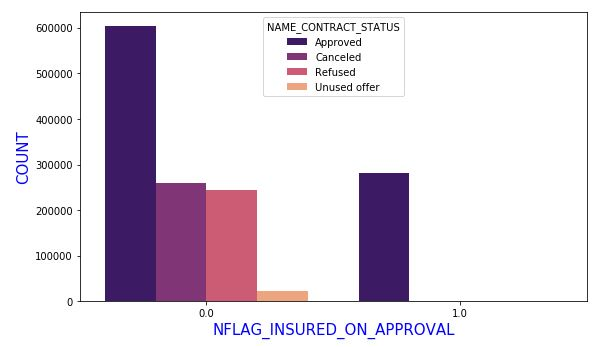 NAME_CONTRACT_STATUS
Approved
Canceled
Refused
Unused offer
600000
500000
400000
300000
200000
100000
0
COUNT
0.0 1.0
NFLAG_INSURED_ON_APPROVAL